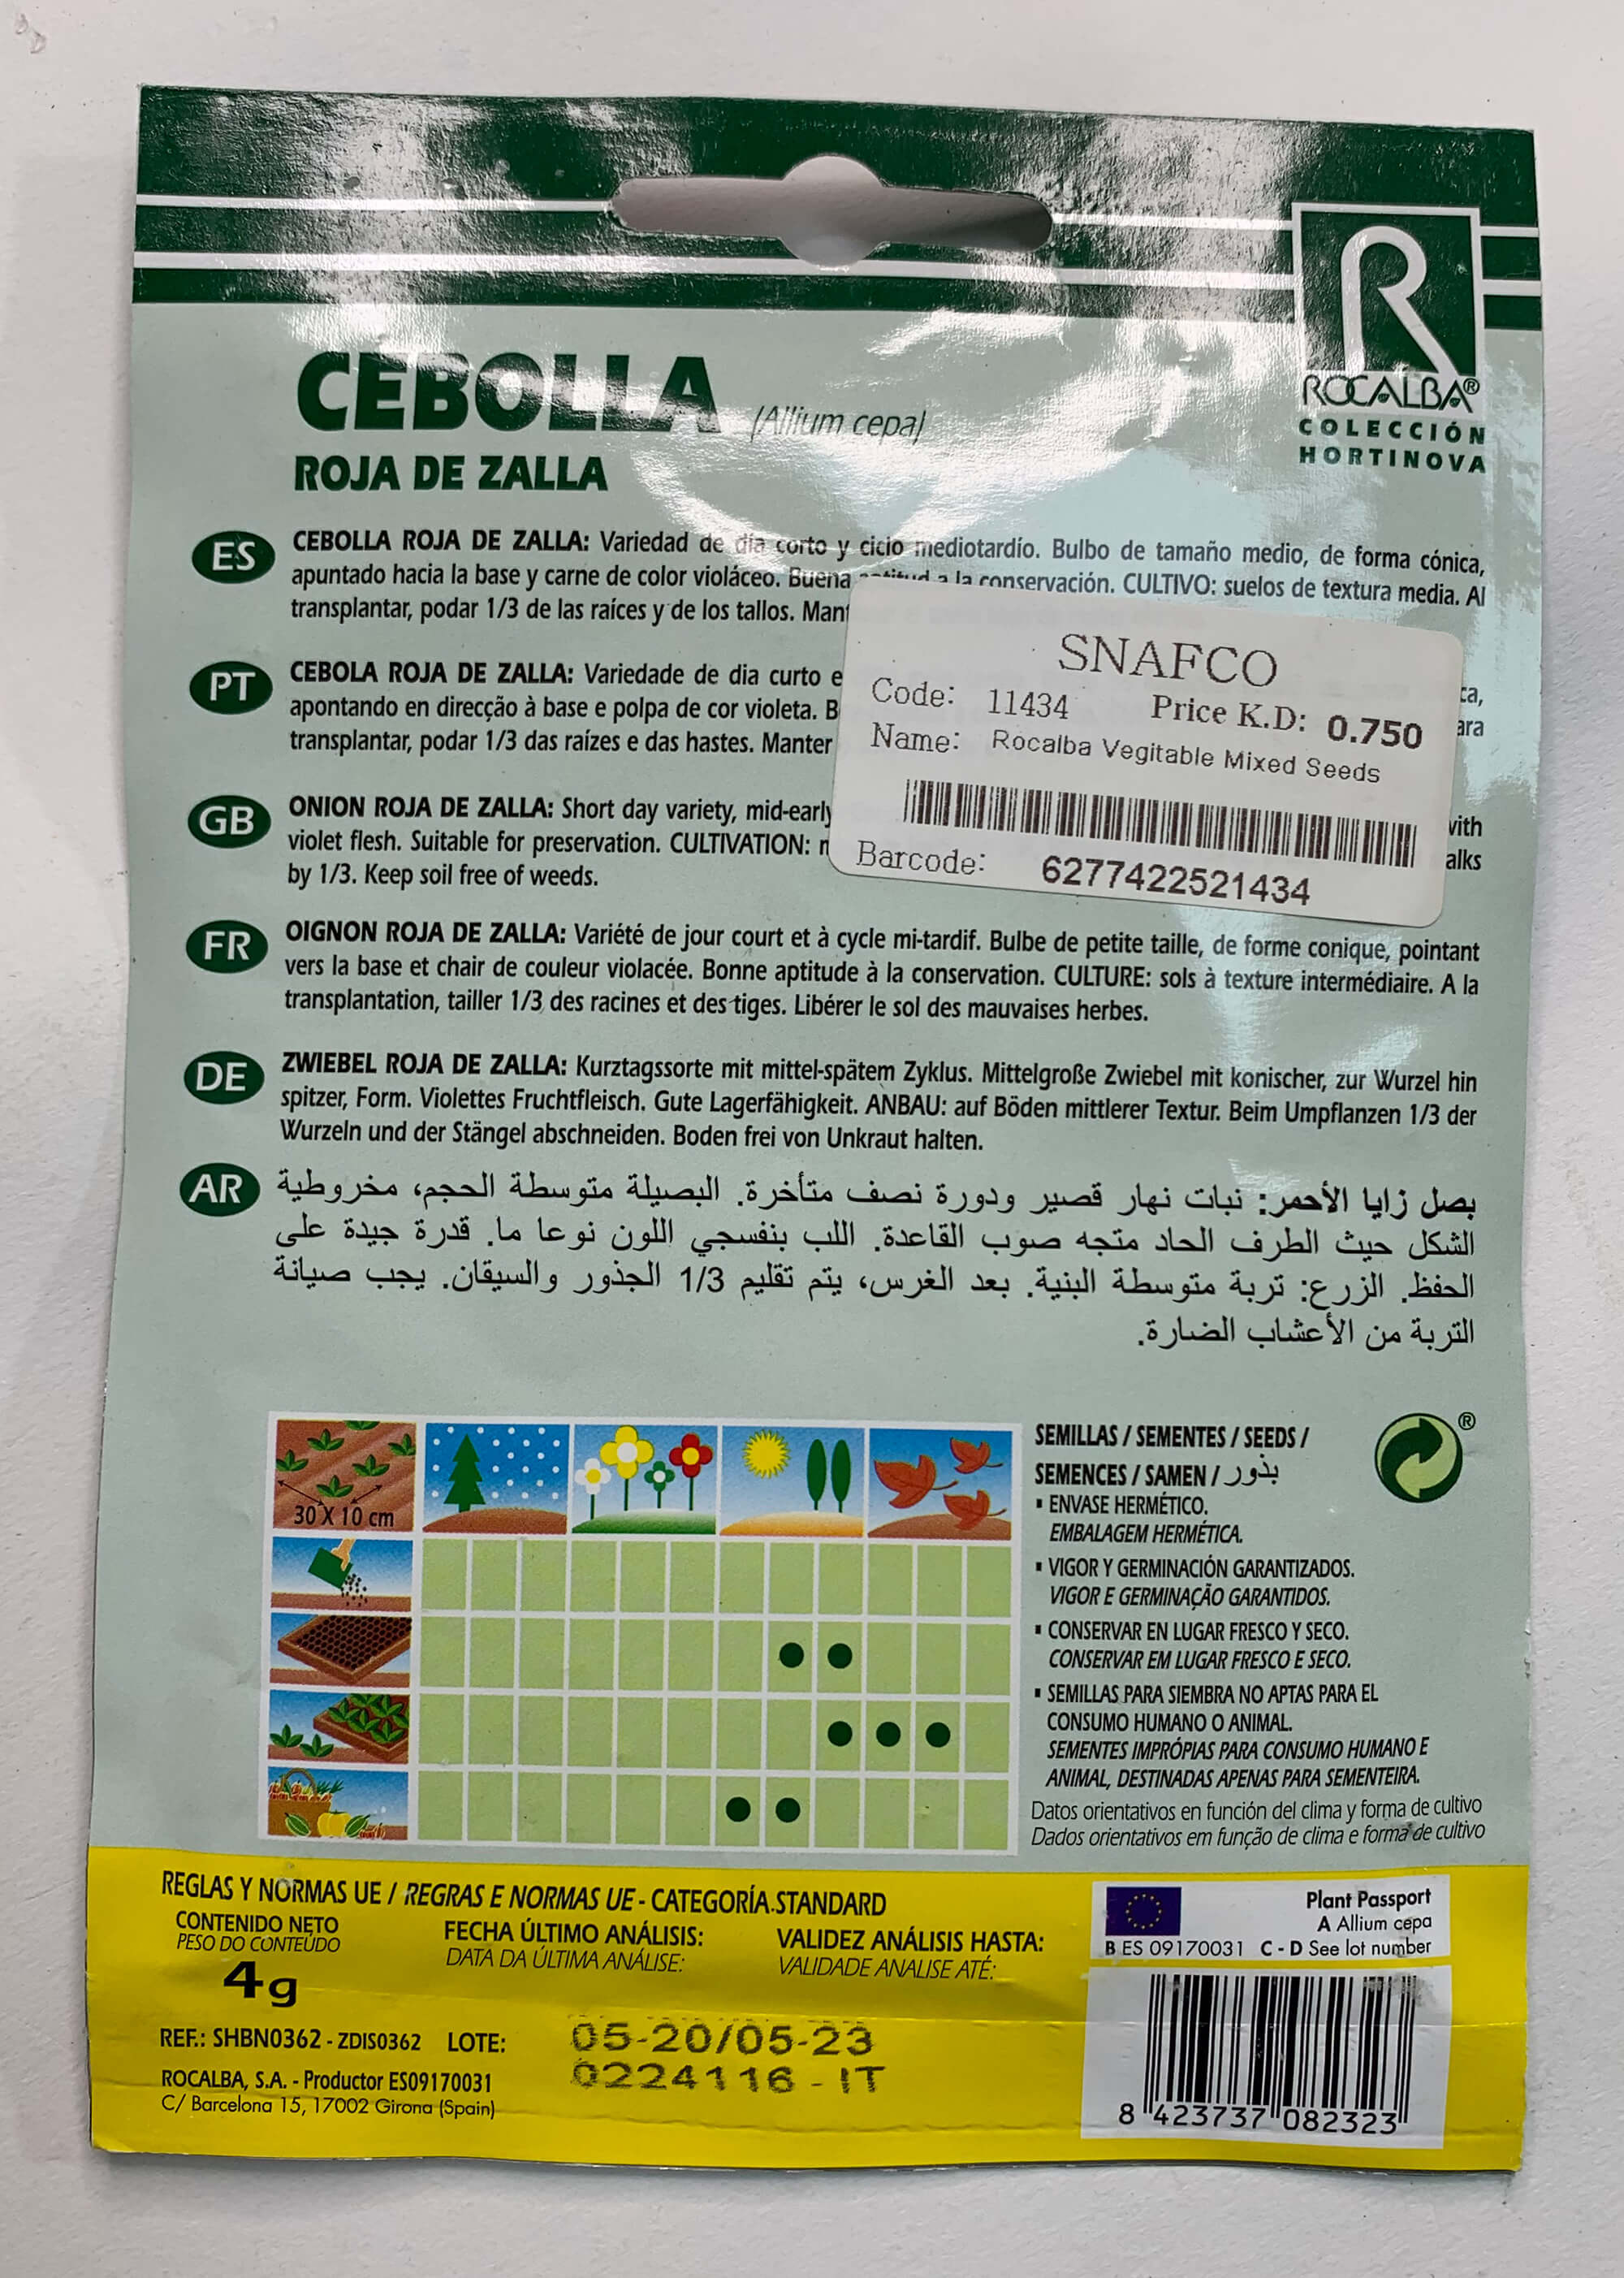 ROCALBA®
COLECCIÓN
HORTINOVA
CEBOLLA (Allium cepa)
ROJA DE ZALLA
ES CEBOLLA ROJA DE ZALLA: Variedad de día corto y ciclo mediotardío. Bulbo de tamaño medio, de forma cónica,
apuntado hacia la base y carne de color violáceo. Buena aptitud a la conservación. CULTIVO: suelos de textura media. Al
transplantar, podar 1/3 de las raíces y de los tallos.
PT CEBOLA ROJA DE ZALLA: Variedade de dia curto e
apontando en direcção à base e polpa de cor violeta.
transplantar, podar 1/3 das raízes e das hastes. Manter
GB ONION ROJA DE ZALLA: Short day variety, mid-early
violet flesh. Suitable for preservation. CULTIVATION:
by 1/3. Keep soil free of weeds.
SNAFCO
Code: 11434 Price K.D: 0.750
Name: Rocalba Vegitable Mixed Seeds
Barcode: 6277422521434
FR OIGNON ROJA DE ZALLA: Variété de jour court et à cycle mi-tardif. Bulbe de petite taille, de forme conique, pointant
vers la base et chair de couleur violacée. Bonne aptitude à la conservation. CULTURE: sols à texture intermédiaire. A la
transplantation, tailler 1/3 des racines et des tiges. Libérer le sol des mauvaises herbes.
DE ZWIEBEL ROJA DE ZALLA: Kurztagssorte mit mittel-spätem Zyklus. Mittelgroße Zwiebel mit konischer, zur Wurzel hin
spitzer, Form. Violettes Fruchtfleisch. Gute Lagerfähigkeit. ANBAU: auf Böden mittlerer Textur. Beim Umpflanzen 1/3 der
Wurzeln und der Stängel abschneiden. Boden frei von Unkraut halten.
AR بصل زايا الأحمر: نبات نهار قصير ودورة نصف متأخرة. البصيلة متوسطة الحجم، مخروطية
الشكل حيث الطرف الحاد متجه صوب القاعدة. اللب بنفسجي اللون نوعا ما. قدرة جيدة على
الحفظ. الزرع: تربة متوسطة البنية. بعد الغرس، يتم تقليم 1/3 الجذور والسيقان. يجب صيانة
التربة من الأعشاب الضارة.
30 X 10 cm
SEMILLAS / SEMENTES / SEEDS /
SEMENCES / SAMEN / بذور
▪ ENVASE HERMÉTICO.
EMBALAGEM HERMÉTICA.
▪ VIGOR Y GERMINACIÓN GARANTIZADOS.
VIGOR E GERMINAÇÃO GARANTIDOS.
▪ CONSERVAR EN LUGAR FRESCO Y SECO.
CONSERVAR EM LUGAR FRESCO E SECO.
▪ SEMILLAS PARA SIEMBRA NO APTAS PARA EL
CONSUMO HUMANO O ANIMAL.
SEMENTES IMPRÓPIAS PARA CONSUMO HUMANO E
ANIMAL, DESTINADAS APENAS PARA SEMENTEIRA.
Datos orientativos en función del clima y forma de cultivo
Dados orientativos em função de clima e forma de cultivo
®
REGLAS Y NORMAS UE / REGRAS E NORMAS UE - CATEGORÍA STANDARD
CONTENIDO NETO
PESO DO CONTEÚDO
4g
FECHA ÚLTIMO ANÁLISIS:
DATA DA ÚLTIMA ANÁLISE:
VALIDEZ ANÁLISIS HASTA:
VALIDADE ANALISE ATÉ:
05-20/05-23
REF.: SHBN0362 - ZDIS0362 LOTE:
0224116 - IT
ROCALBA, S.A. - Productor ES09170031
C/ Barcelona 15, 17002 Girona (Spain)
Plant Passport
A Allium cepa
B ES 09170031 C - D See lot number
8 423737 082323